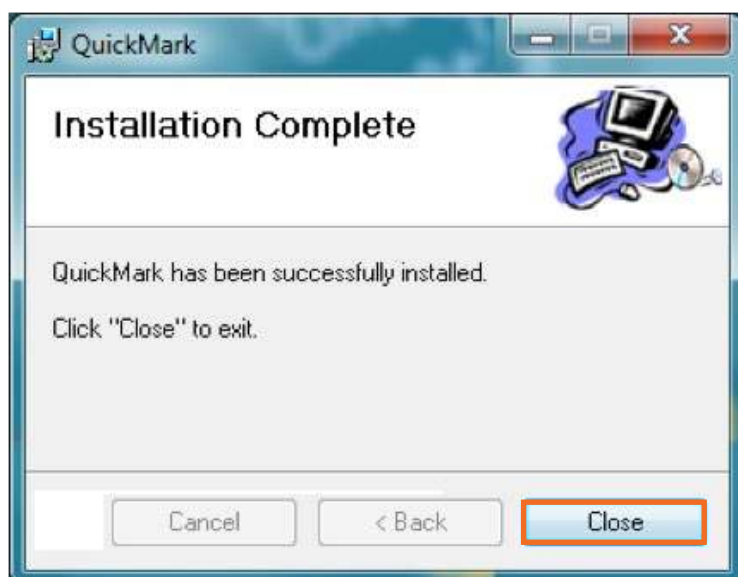 QuickMark
Installation Complete
QuickMark has been successfully installed.
Click "Close" to exit.
Cancel
< Back
Close